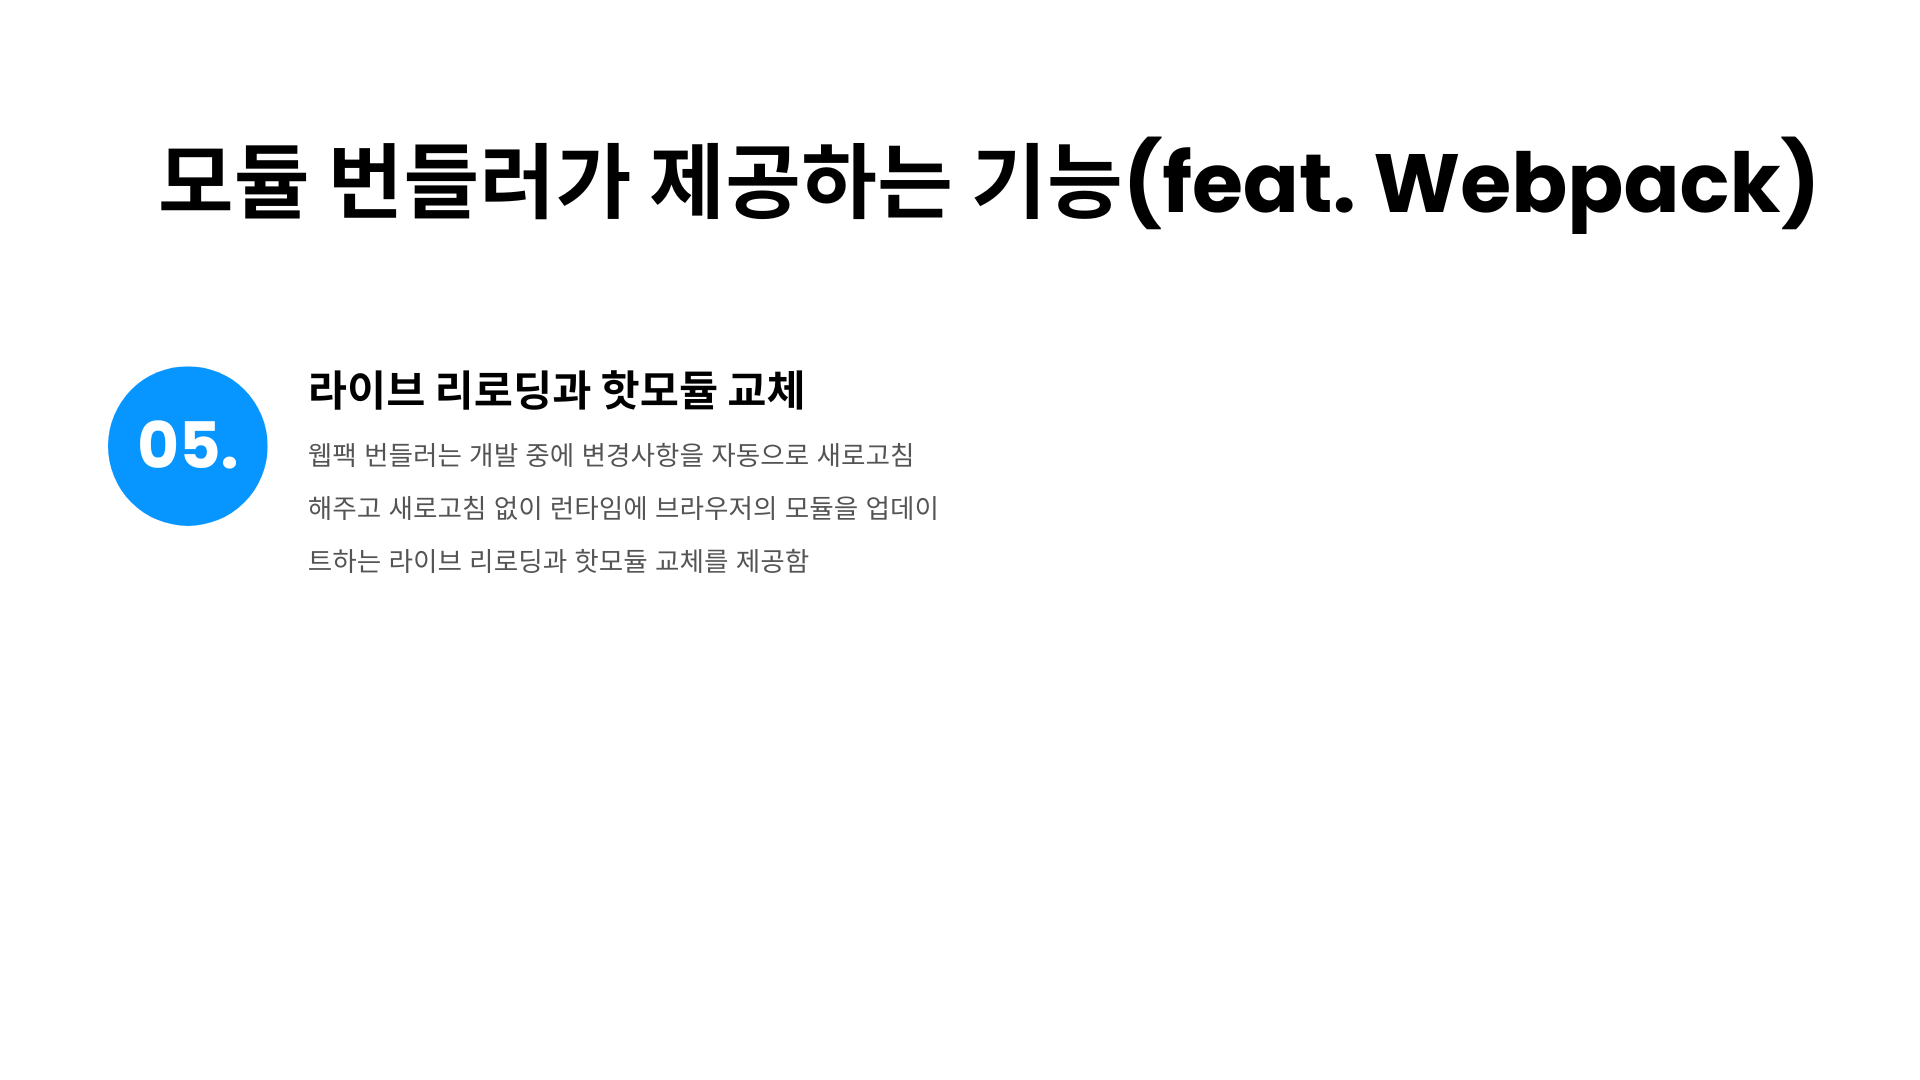 모듈 번들러가 제공하는 기능(feat. Webpack)
05.
라이브 리로딩과 핫모듈 교체
웹팩 번들러는 개발 중에 변경사항을 자동으로 새로고침
해주고 새로고침 없이 런타임에 브라우저의 모듈을 업데이
트하는 라이브 리로딩과 핫모듈 교체를 제공함